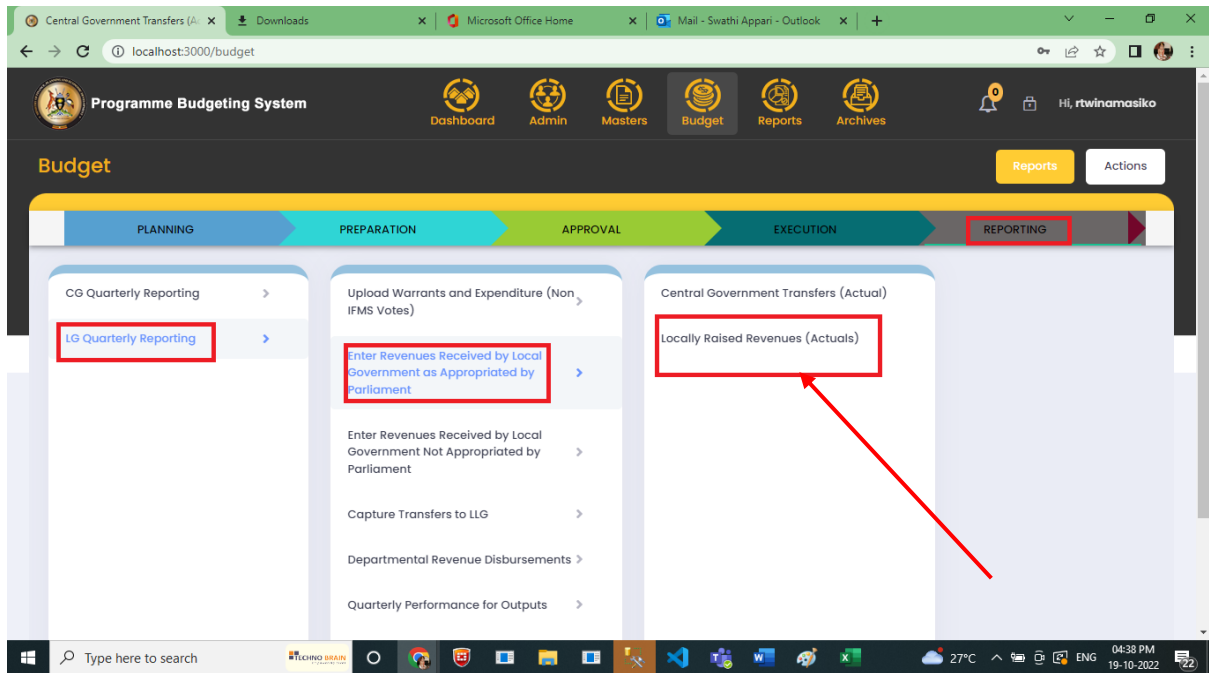 Central Government Transfers (A
Downloads
Microsoft Office Home
Mail - Swathi Appari - Outlook
localhost:3000/budget
Programme Budgeting System
Dashboard
Admin
Masters
Budget
Reports
Archives
0
Hi, rtwinamasiko
Budget
Reports
Actions
PLANNING
PREPARATION
APPROVAL
EXECUTION
REPORTING
CG Quarterly Reporting
LG Quarterly Reporting
Upload Warrants and Expenditure (Non
IFMS Votes)
Enter Revenues Received by Local
Government as Appropriated by
Parliament
Enter Revenues Received by Local
Government Not Appropriated by
Parliament
Capture Transfers to LLG
Departmental Revenue Disbursements
Quarterly Performance for Outputs
Central Government Transfers (Actual)
Locally Raised Revenues (Actuals)
Type here to search
TECHNO BRAIN
27°C
ENG
04:38 PM
19-10-2022
22